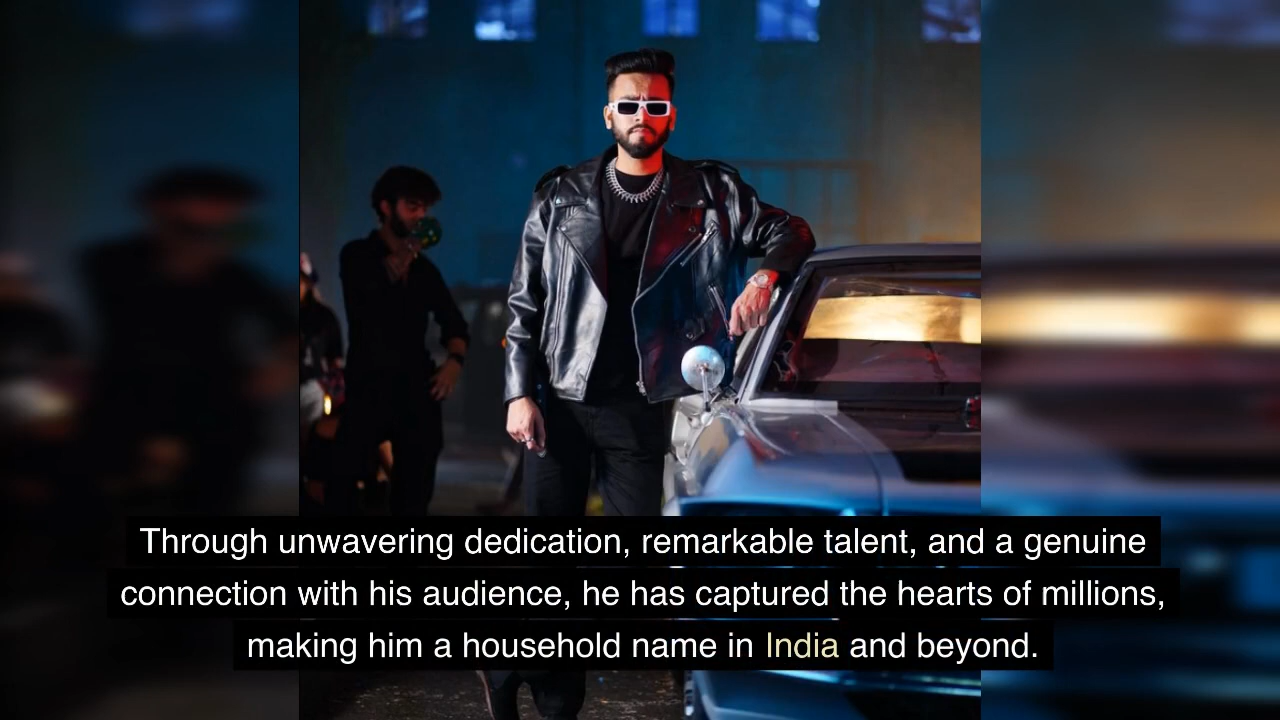 Through unwavering dedication, remarkable talent, and a genuine
connection with his audience, he has captured the hearts of millions,
making him a household name in India and beyond.